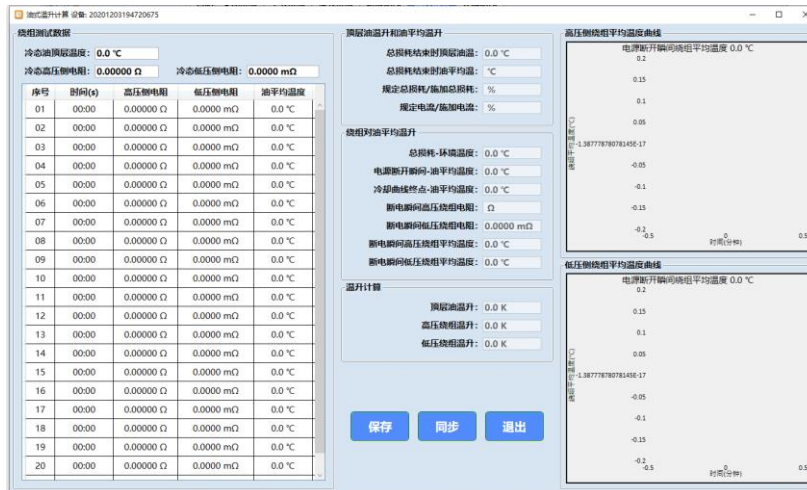 油式温升计算 设备: 20201203194720675
绕组测试数据
冷态油顶层温度： 0.0 ℃
冷态高压侧电阻： 0.00000 Ω 冷态低压侧电阻： 0.0000 mΩ
序号 时间(s) 高压侧电阻 低压侧电阻 油平均温度
01 00:00 0.00000 Ω 0.0000 mΩ 0.0 ℃
02 00:00 0.00000 Ω 0.0000 mΩ 0.0 ℃
03 00:00 0.00000 Ω 0.0000 mΩ 0.0 ℃
04 00:00 0.00000 Ω 0.0000 mΩ 0.0 ℃
05 00:00 0.00000 Ω 0.0000 mΩ 0.0 ℃
06 00:00 0.00000 Ω 0.0000 mΩ 0.0 ℃
07 00:00 0.00000 Ω 0.0000 mΩ 0.0 ℃
08 00:00 0.00000 Ω 0.0000 mΩ 0.0 ℃
09 00:00 0.00000 Ω 0.0000 mΩ 0.0 ℃
10 00:00 0.00000 Ω 0.0000 mΩ 0.0 ℃
11 00:00 0.00000 Ω 0.0000 mΩ 0.0 ℃
12 00:00 0.00000 Ω 0.0000 mΩ 0.0 ℃
13 00:00 0.00000 Ω 0.0000 mΩ 0.0 ℃
14 00:00 0.00000 Ω 0.0000 mΩ 0.0 ℃
15 00:00 0.00000 Ω 0.0000 mΩ 0.0 ℃
16 00:00 0.00000 Ω 0.0000 mΩ 0.0 ℃
17 00:00 0.00000 Ω 0.0000 mΩ 0.0 ℃
18 00:00 0.00000 Ω 0.0000 mΩ 0.0 ℃
19 00:00 0.00000 Ω 0.0000 mΩ 0.0 ℃
20 00:00 0.00000 Ω 0.0000 mΩ 0.0 ℃
顶层油温升和油平均温升
总损耗结束时顶层油温： 0.0 ℃
总损耗结束时油平均温： ℃
规定总损耗/施加总损耗： %
规定电流/施加电流： %
绕组对油平均温升
总损耗-环境温度： 0.0 ℃
电源断开瞬间-油平均温度： 0.0 ℃
冷却曲线终点-油平均温度： 0.0 ℃
断电瞬间高压绕组电阻： Ω
断电瞬间低压绕组电阻： 0.0000 mΩ
断电瞬间高压绕组平均温度： 0.0 ℃
断电瞬间低压绕组平均温度： 0.0 ℃
温升计算
顶层油温升： 0.0 K
高压绕组温升： 0.0 K
低压绕组温升： 0.0 K
保存 同步 退出
高压侧绕组平均温度曲线
电源断开瞬间绕组平均温度 0.0 ℃
0.2
0.15
0.1
0.05
-1.38777878078145E-17
-0.05
-0.1
-0.15
-0.2
-0.5 0 0.5
时间(分钟)
绕组平均温度(℃)
低压侧绕组平均温度曲线
电源断开瞬间绕组平均温度 0.0 ℃
0.2
0.15
0.1
0.05
-1.38777878078145E-17
-0.05
-0.1
-0.15
-0.2
-0.5 0 0.5
时间(分钟)
绕组平均温度(℃)